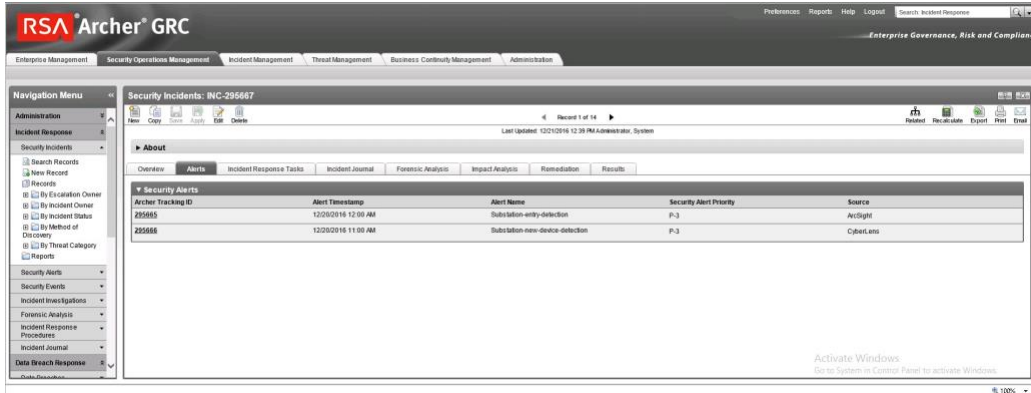 Preferences Reports Help Logout Search: Incident Response
RSA Archer GRC
Enterprise Governance, Risk and Complian
Enterprise Management Security Operations Management Incident Management Threat Management Business Continuity Management Administration
Navigation Menu
Security Incidents: INC-295667
New Copy Save Apply Edit Delete
Record 1 of 14
Related Recalculate Export Print Email
Last Updated: 12/21/2016 12:39 PM Administrator, System
Administration
Incident Response
Security Incidents
Search Records
New Record
Records
By Escalation Owner
By Incident Owner
By Incident Status
By Method of
Discovery
By Threat Category
Reports
Security Alerts
Security Events
Incident Investigations
Forensic Analysis
Incident Response
Procedures
Incident Journal
Data Breach Response
Data Breaches
About
Overview Alerts Incident Response Tasks Incident Journal Forensic Analysis Impact Analysis Remediation Results
Security Alerts
Archer Tracking ID Alert Timestamp Alert Name Security Alert Priority Source
295665 12/20/2016 12:00 AM Substation-entry-detection P-3 ArcSight
295666 12/20/2016 11:00 AM Substation-new-device-detection P-3 CyberLens
Activate Windows
Go to System in Control Panel to activate Windows.
100%